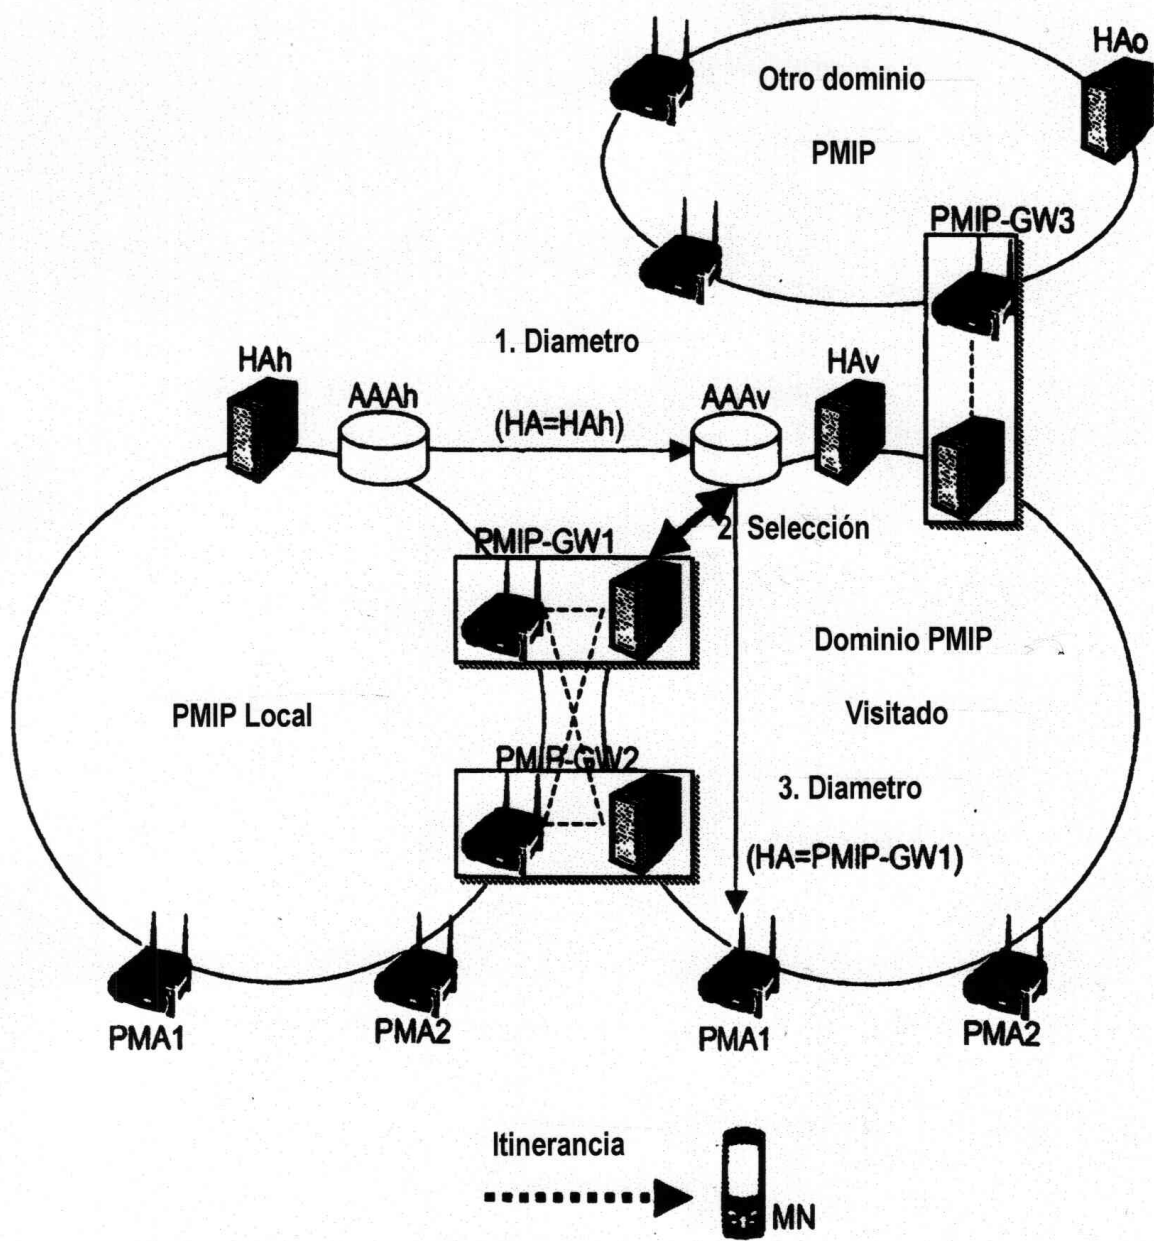 HAo
Otro dominio
PMIP
PMIP-GW3
1. Diametro
HAh
HAv
AAAh
AAAv
(HA=HAh)
2. Selección
PMIP-GW1
Dominio PMIP
Visitado
PMIP Local
PMIP-GW2
3. Diametro
(HA=PMIP-GW1)
PMA1
PMA2
PMA1
PMA2
Itinerancia
MN